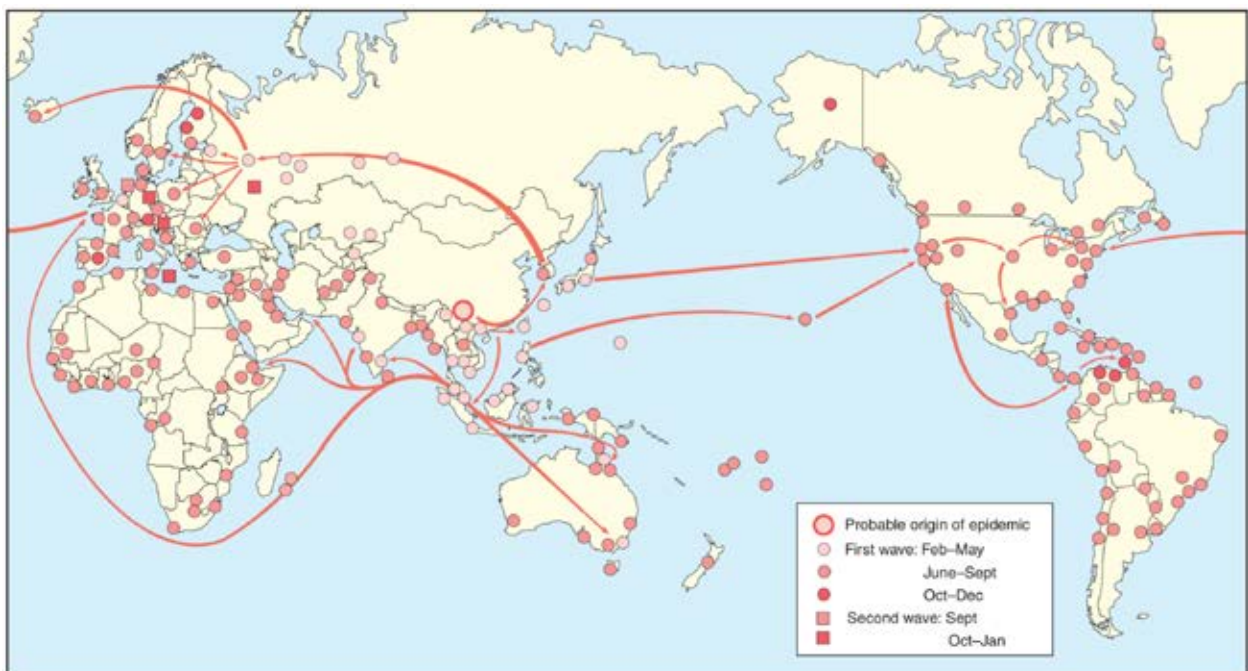 Probable origin of epidemic
First wave: Feb–May
June–Sept
Oct–Dec
Second wave: Sept
Oct–Jan